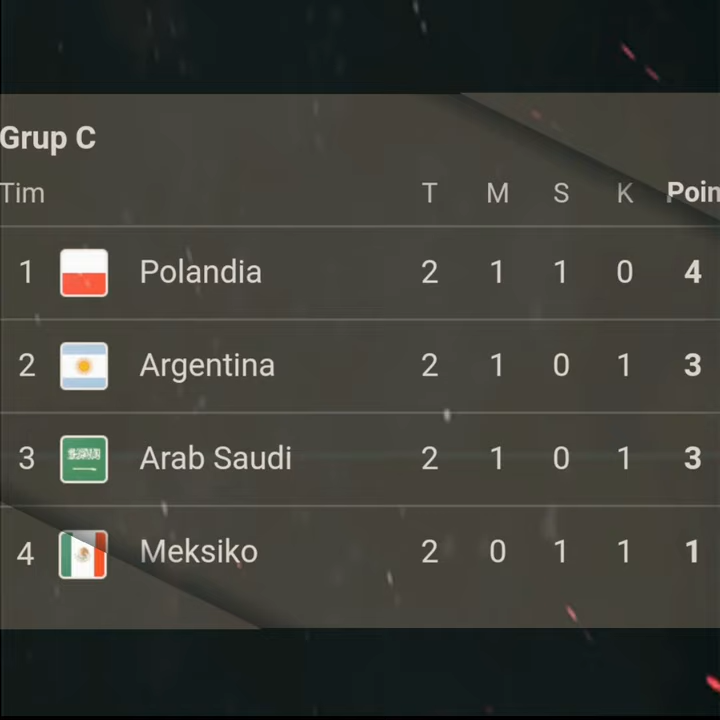 Grup C
Tim T M S K Poin
1 Polandia 2 1 1 0 4
2 Argentina 2 1 0 1 3
3 Arab Saudi 2 1 0 1 3
4 Meksiko 2 0 1 1 1